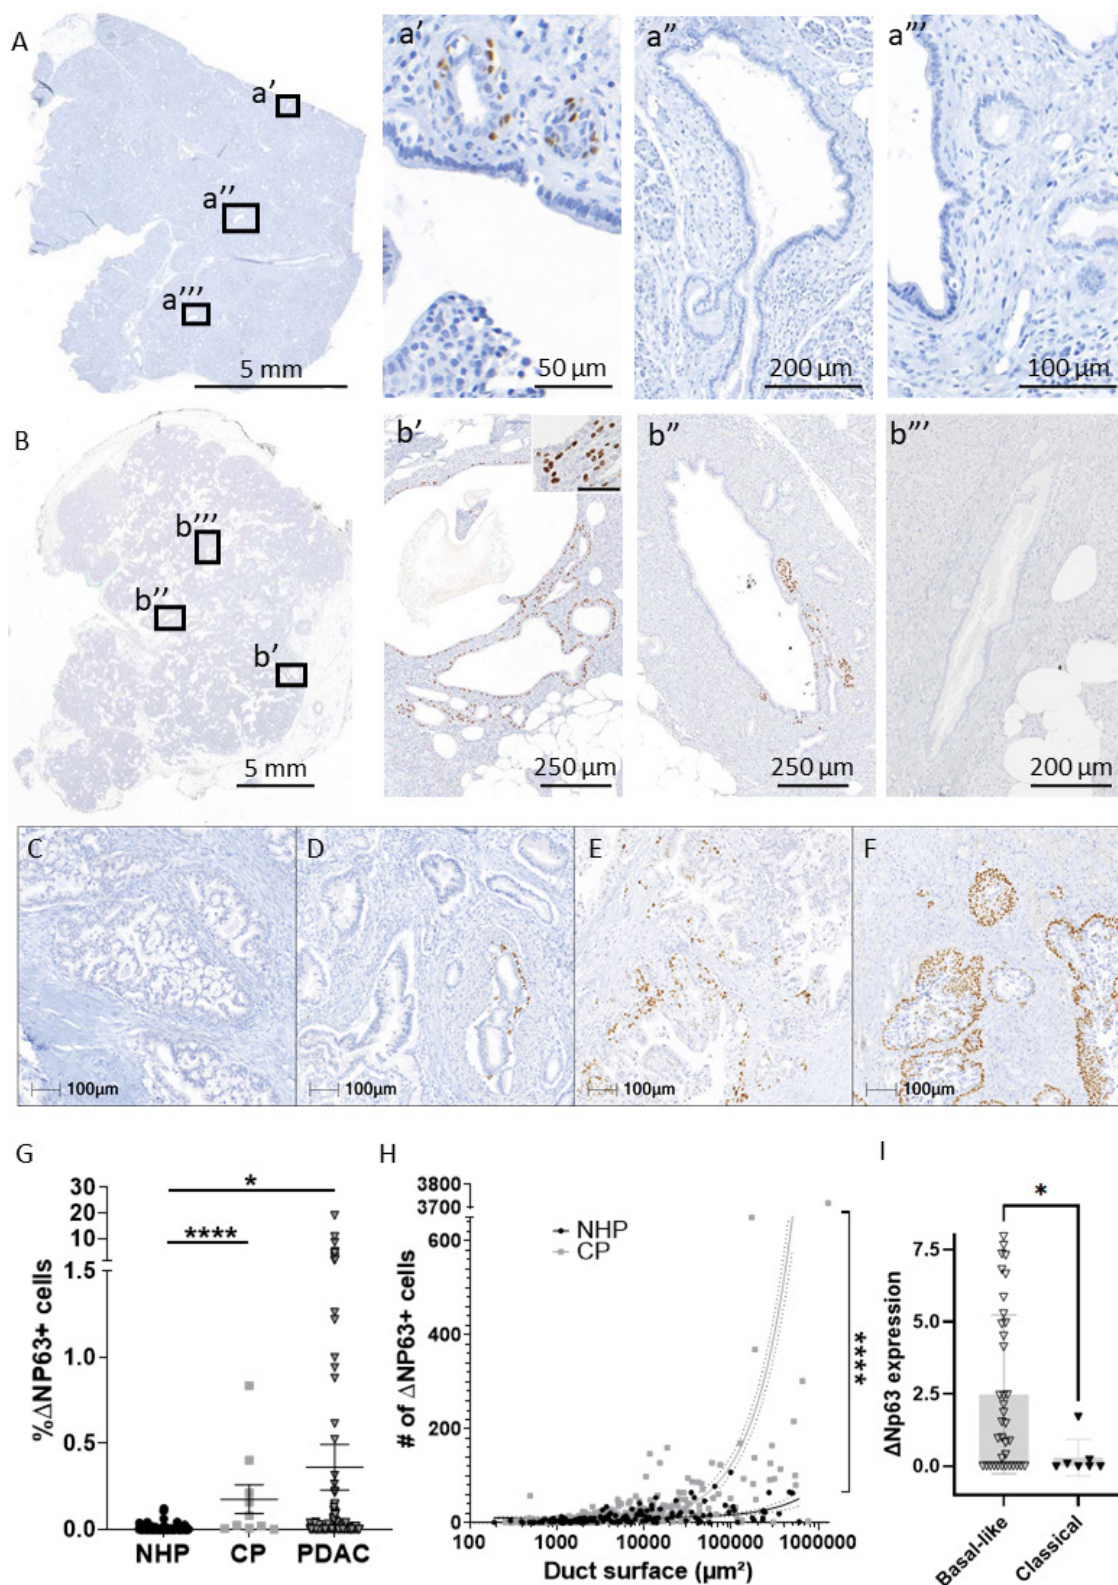 A
a’
a’’
a’’’
5 mm
a’
50 µm
a’’
200 µm
a’’’
100 µm
B
b’’’
b’’
b’
5 mm
b’
250 µm
b’’
250 µm
b’’’
200 µm
C
100µm
D
100µm
E
100µm
F
100µm
G
%ΔNP63+ cells
30
20
10
0
1.5
1.0
0.5
0.0
*
****
NHP CP PDAC
H
# of ΔNP63+ cells
3800
3700
600
400
200
0
NHP
CP
****
100 1000 10000 100000 1000000
Duct surface (µm²)
I
*
ΔNp63 expression
7.5
5.0
2.5
0.0
Basal-like
Classical